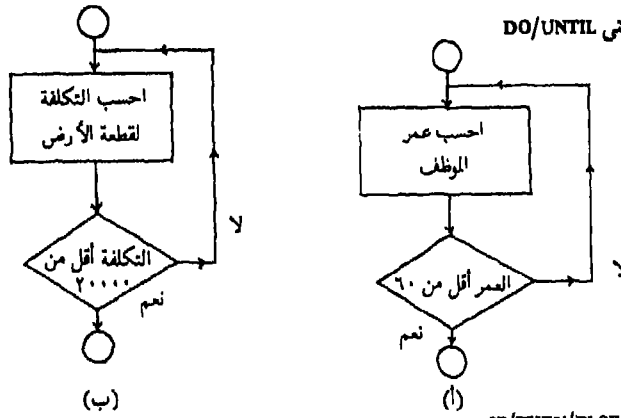 DO/UNTIL
احسب عمر
الموظف
العمر أقل من ٦٠
لا
نعم
(أ)
احسب التكلفة
لقطعة الأرض
التكلفة أقل من
٢٠٠٠٠
لا
نعم
(ب)